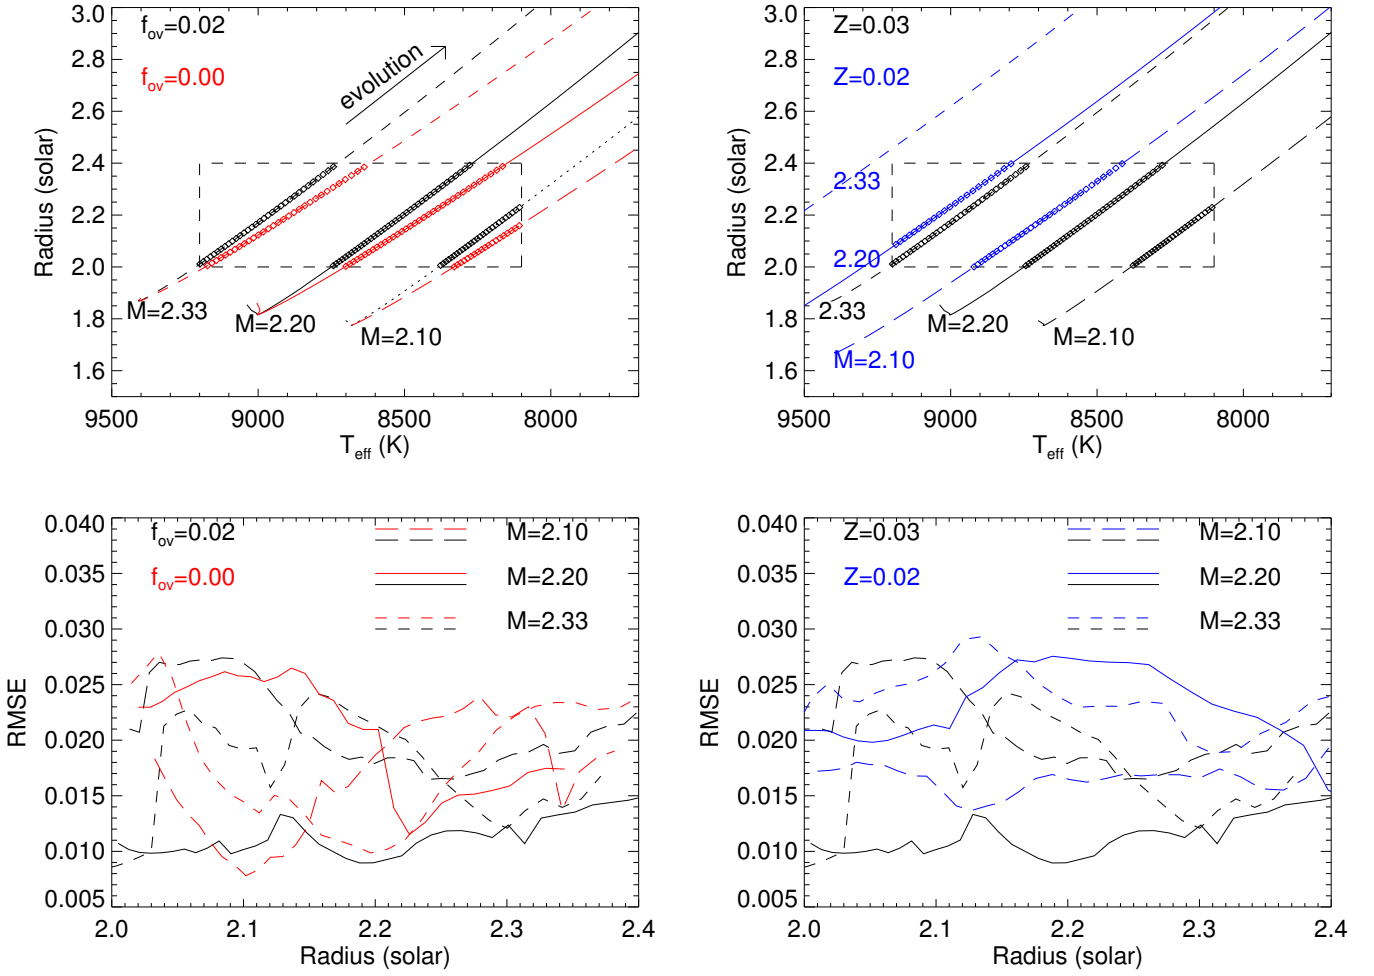 f_ov=0.02
f_ov=0.00
evolution
M=2.33
M=2.20
M=2.10
Radius (solar)
3.0
2.8
2.6
2.4
2.2
2.0
1.8
1.6
9500 9000 8500 8000
T_eff (K)
Z=0.03
Z=0.02
2.33
2.20
2.33
M=2.20
M=2.10
M=2.10
Radius (solar)
3.0
2.8
2.6
2.4
2.2
2.0
1.8
1.6
9500 9000 8500 8000
T_eff (K)
f_ov=0.02 M=2.10
f_ov=0.00 M=2.20
M=2.33
RMSE
0.040
0.035
0.030
0.025
0.020
0.015
0.010
0.005
2.0 2.1 2.2 2.3 2.4
Radius (solar)
Z=0.03 M=2.10
Z=0.02 M=2.20
M=2.33
RMSE
0.040
0.035
0.030
0.025
0.020
0.015
0.010
0.005
2.0 2.1 2.2 2.3 2.4
Radius (solar)